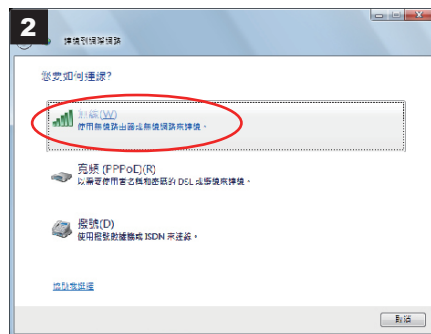 2
連線到網際網路
您要如何連線?
無線(W)
使用無線路由器或無線網路來連線。
寬頻 (PPPoE)(R)
以需要使用者名稱和密碼的 DSL 或纜線來連線。
撥號(D)
使用撥號數據機或 ISDN 來連線。
協助我選擇
取消